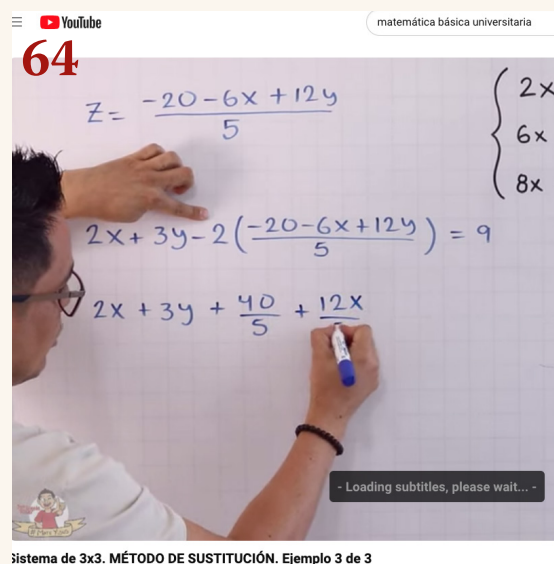 YouTube
matemática básica universitaria
64
z = -20 - 6x + 12y / 5
{ 2x
6x
8x
2x + 3y - 2(-20 - 6x + 12y / 5) = 9
2x + 3y + 40/5 + 12x
- Loading subtitles, please wait... -
Sistema de 3x3. MÉTODO DE SUSTITUCIÓN. Ejemplo 3 de 3